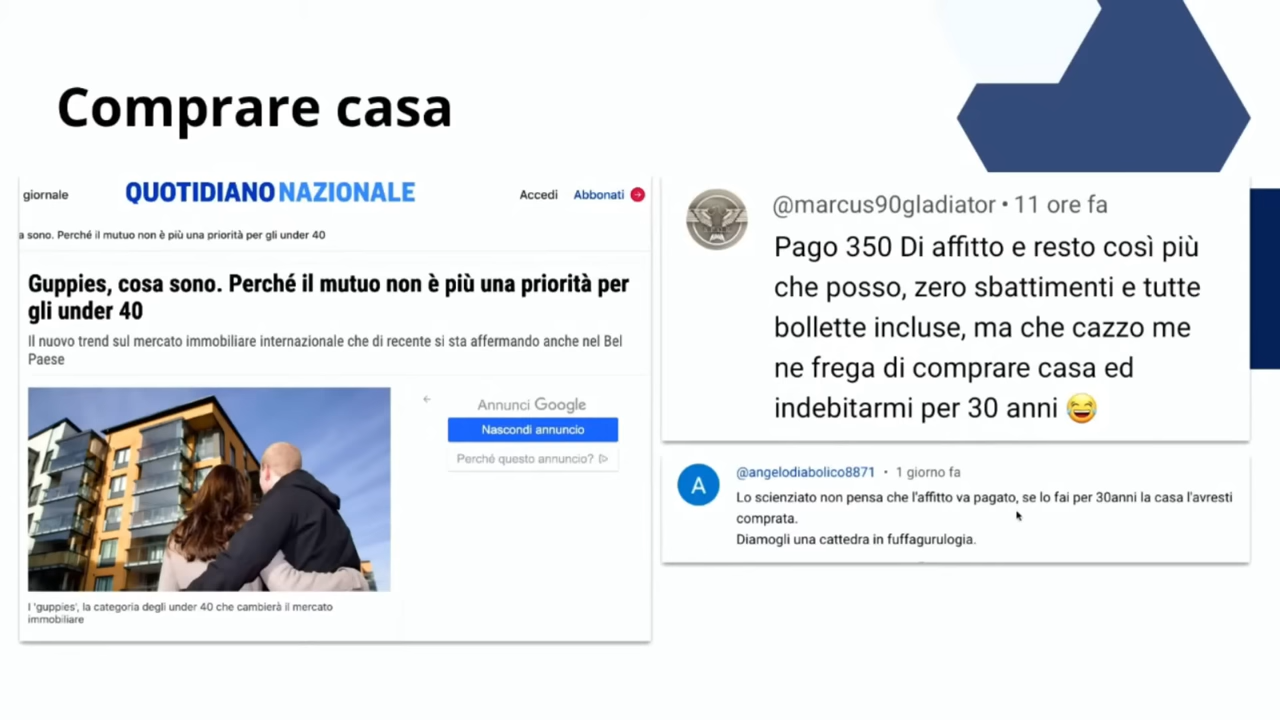 Comprare casa
giornale
QUOTIDIANO NAZIONALE
Accedi
Abbonati
a sono. Perché il mutuo non è più una priorità per gli under 40
Guppies, cosa sono. Perché il mutuo non è più una priorità per
gli under 40
Il nuovo trend sul mercato immobiliare internazionale che di recente si sta affermando anche nel Bel
Paese
Annunci Google
Nascondi annuncio
Perché questo annuncio?
I 'guppies', la categoria degli under 40 che cambierà il mercato
immobiliare
@marcus90gladiator • 11 ore fa
Pago 350 Di affitto e resto così più
che posso, zero sbattimenti e tutte
bollette incluse, ma che cazzo me
ne frega di comprare casa ed
indebitarmi per 30 anni 😂
A
@angelodiabolico8871 • 1 giorno fa
Lo scienziato non pensa che l'affitto va pagato, se lo fai per 30anni la casa l'avresti
comprata.
Diamogli una cattedra in fuffagurulogia.